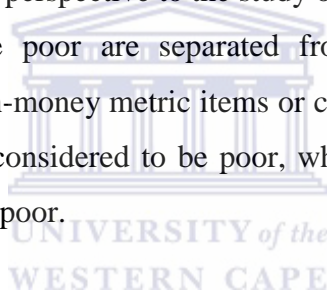 perspective to the study o
e poor are separated fro
n-money metric items or c
considered to be poor, wh
poor.
UNIVERSITY of the
WESTERN CAPE